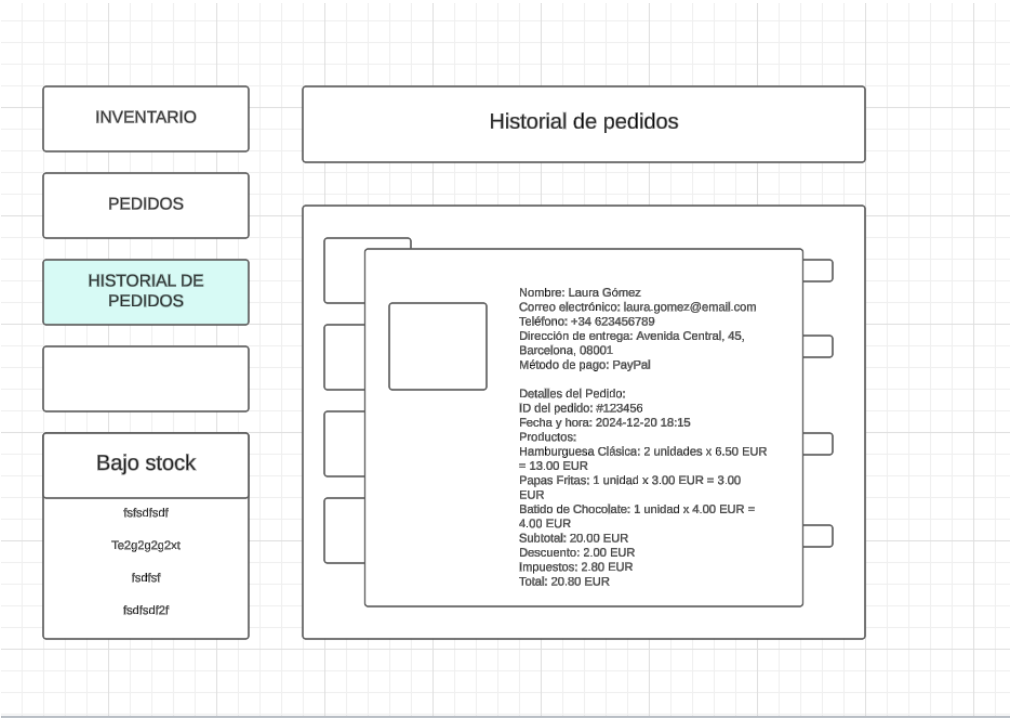 INVENTARIO
PEDIDOS
HISTORIAL DE
PEDIDOS
Bajo stock
fsfsdfsdf
Te2g2g2g2xt
fsdfsf
fsdfsdf2f
Historial de pedidos
Nombre: Laura Gómez
Correo electrónico: laura.gomez@email.com
Teléfono: +34 623456789
Dirección de entrega: Avenida Central, 45,
Barcelona, 08001
Método de pago: PayPal
Detalles del Pedido:
ID del pedido: #123456
Fecha y hora: 2024-12-20 18:15
Productos:
Hamburguesa Clásica: 2 unidades x 6.50 EUR
= 13.00 EUR
Papas Fritas: 1 unidad x 3.00 EUR = 3.00
EUR
Batido de Chocolate: 1 unidad x 4.00 EUR =
4.00 EUR
Subtotal: 20.00 EUR
Descuento: 2.00 EUR
Impuestos: 2.80 EUR
Total: 20.80 EUR